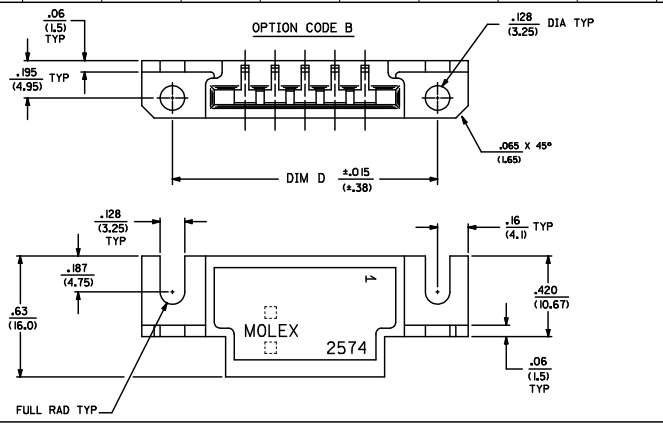 OPTION CODE B
.06
(1.5)
TYP
.195
(4.95)
TYP
.128
(3.25)
DIA TYP
.065
(1.65)
X 45°
DIM D
±.015
(±.38)
.128
(3.25)
TYP
.16
(4.1)
TYP
.187
(4.75)
.63
(16.0)
1
MOLEX
2574
.420
(10.67)
.06
(1.5)
TYP
FULL RAD TYP